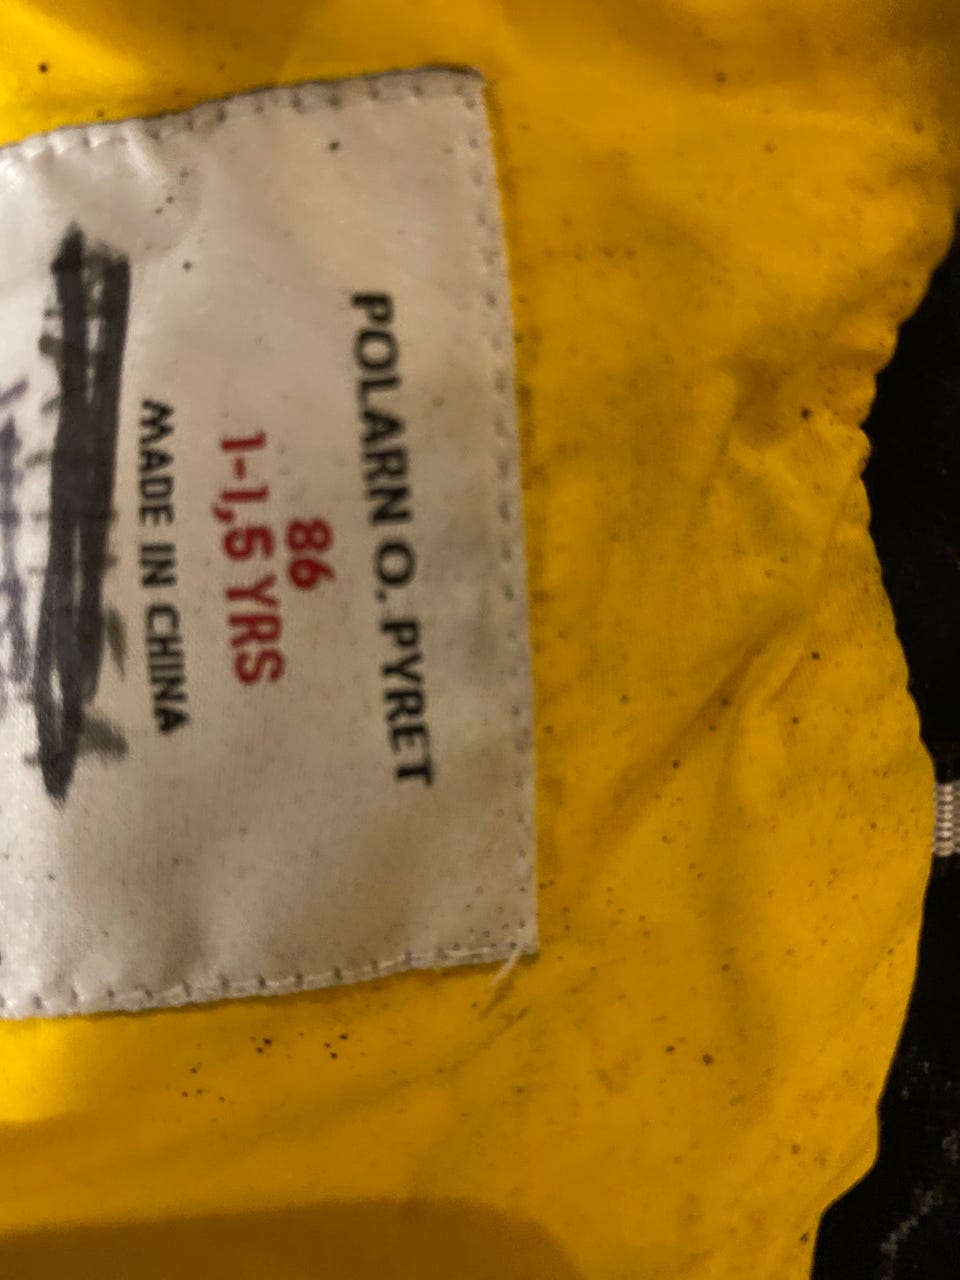 POLARN O. PYRET
86
1-1,5 YRS
MADE IN CHINA